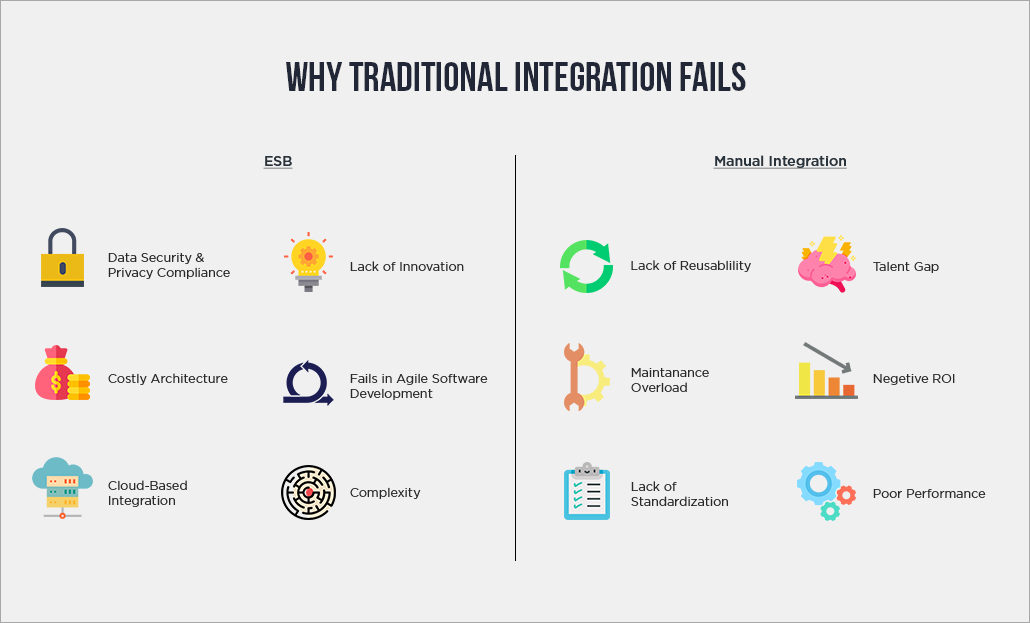 WHY TRADITIONAL INTEGRATION FAILS
ESB
Data Security &
Privacy Compliance
Lack of Innovation
Costly Architecture
Fails in Agile Software
Development
Cloud-Based
Integration
Complexity
Manual Integration
Lack of Reusablility
Talent Gap
Maintanance
Overload
Negetive ROI
Lack of
Standardization
Poor Performance